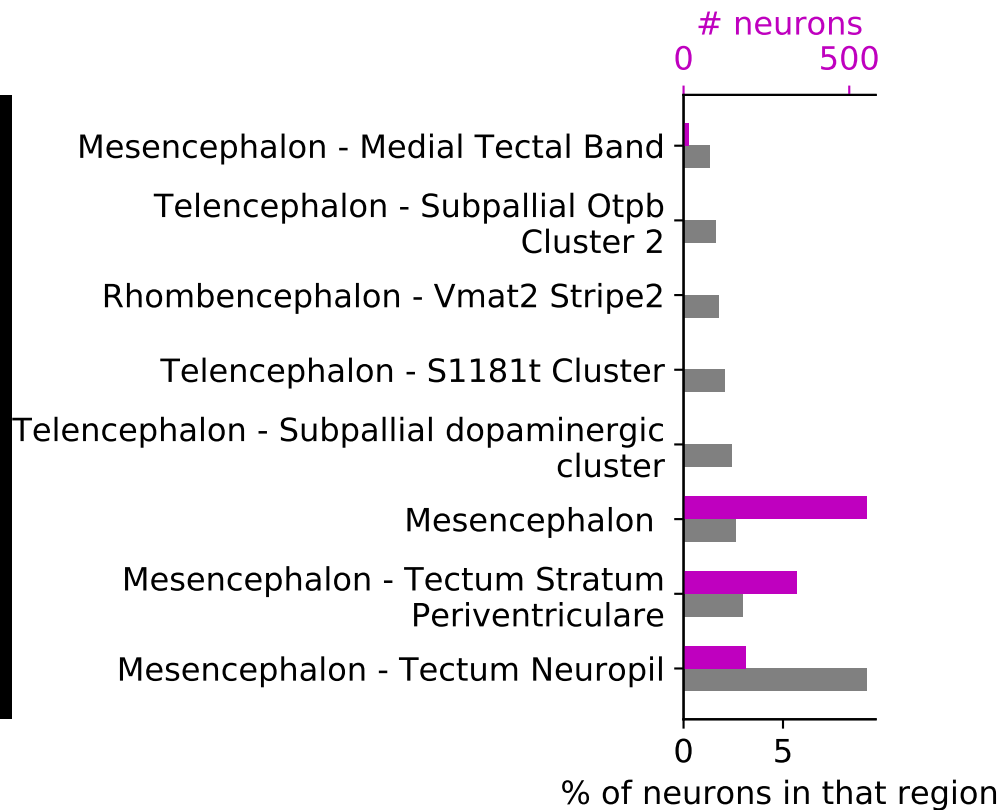 # neurons
0 500
Mesencephalon - Medial Tectal Band
Telencephalon - Subpallial Otpb
Cluster 2
Rhombencephalon - Vmat2 Stripe2
Telencephalon - S1181t Cluster
Telencephalon - Subpallial dopaminergic
cluster
Mesencephalon
Mesencephalon - Tectum Stratum
Periventriculare
Mesencephalon - Tectum Neuropil
0 5
% of neurons in that region